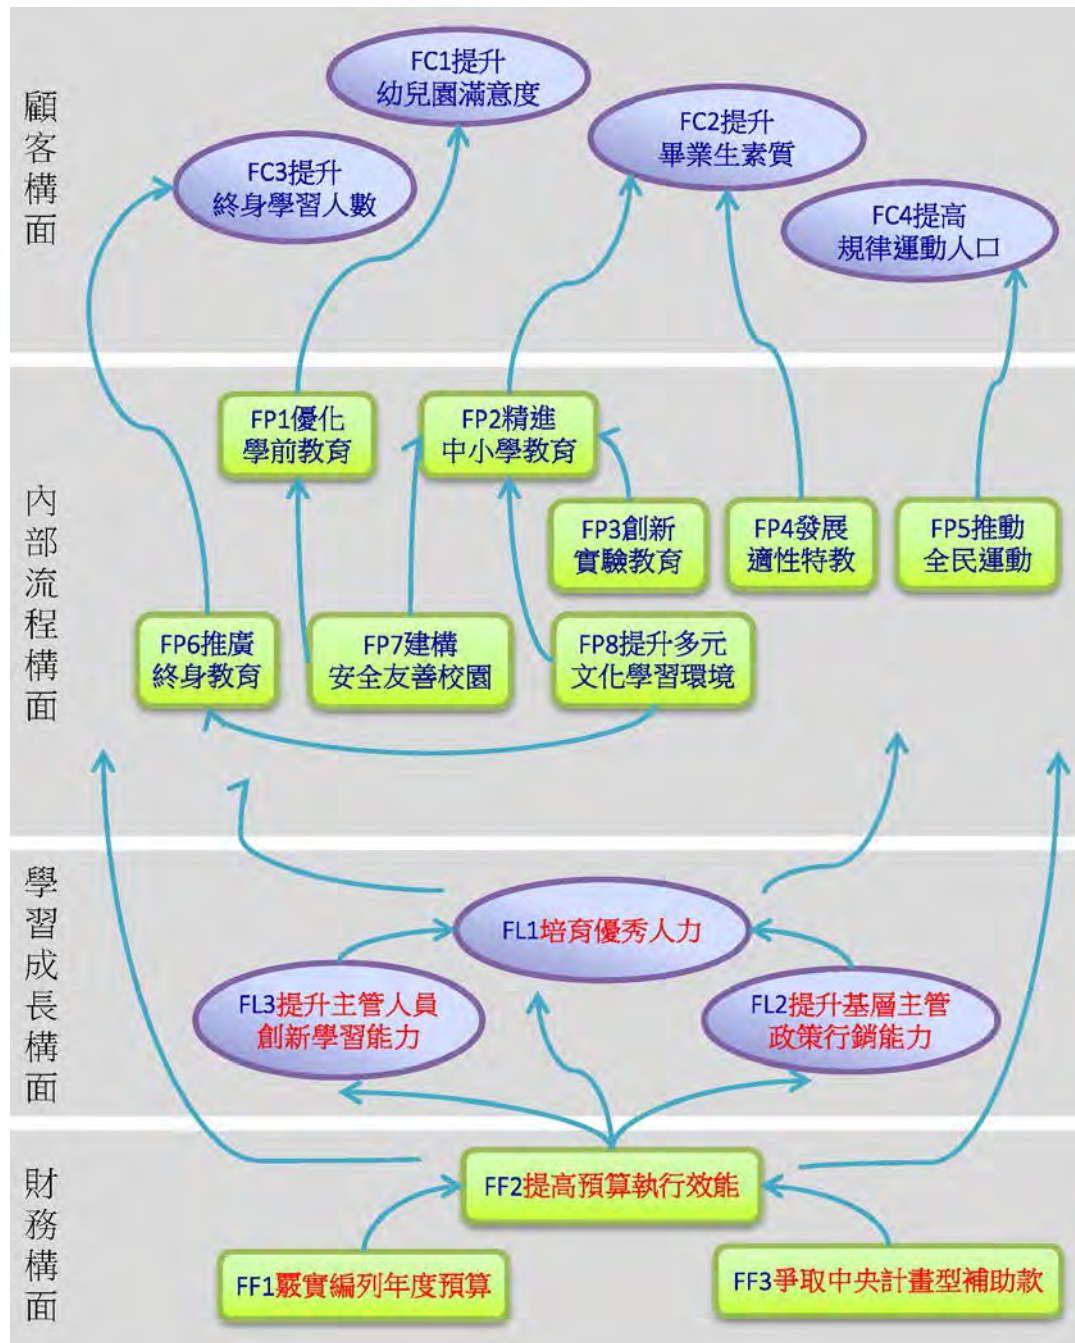 顧客構面
FC1提升
幼兒園滿意度
FC2提升
畢業生素質
FC3提升
終身學習人數
FC4提高
規律運動人口
內部流程構面
FP1優化
學前教育
FP2精進
中小學教育
FP3創新
實驗教育
FP4發展
適性特教
FP5推動
全民運動
FP6推廣
終身教育
FP7建構
安全友善校園
FP8提升多元
文化學習環境
學習成長構面
FL1培育優秀人力
FL3提升主管人員
創新學習能力
FL2提升基層主管
政策行銷能力
財務構面
FF2提高預算執行效能
FF1覈實編列年度預算
FF3爭取中央計畫型補助款